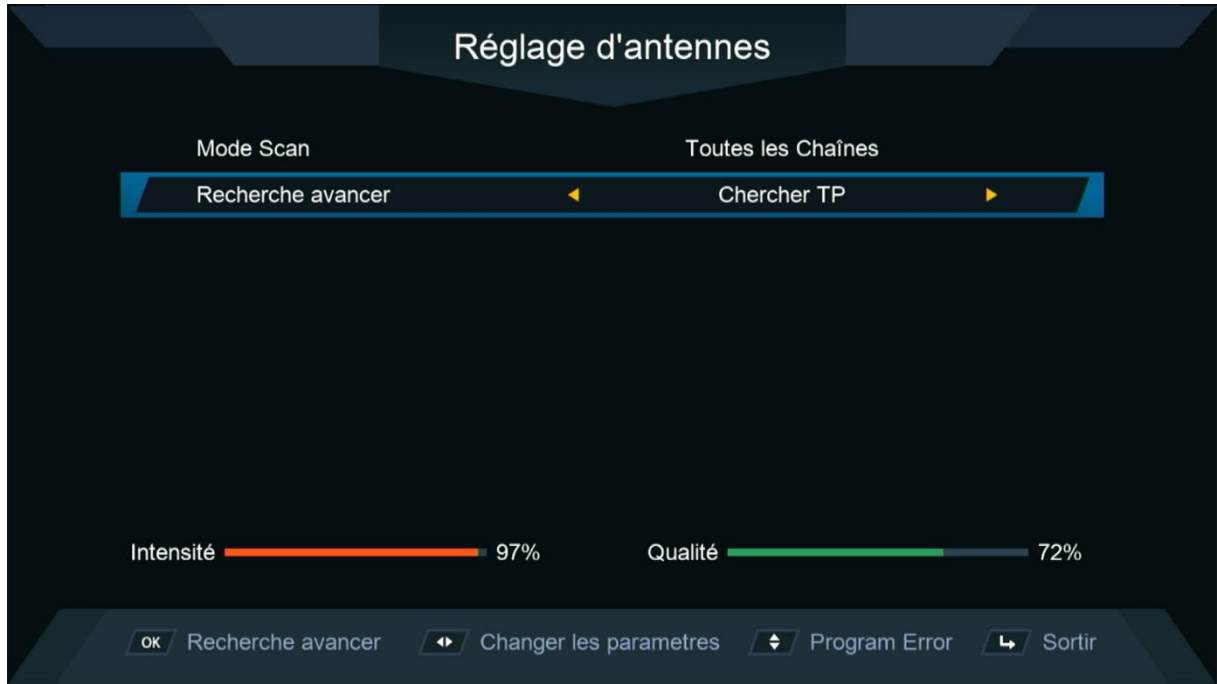 Réglage d'antennes
Mode Scan Toutes les Chaînes
Recherche avancer Chercher TP
Intensité 97% Qualité 72%
OK Recherche avancer Changer les parametres Program Error Sortir